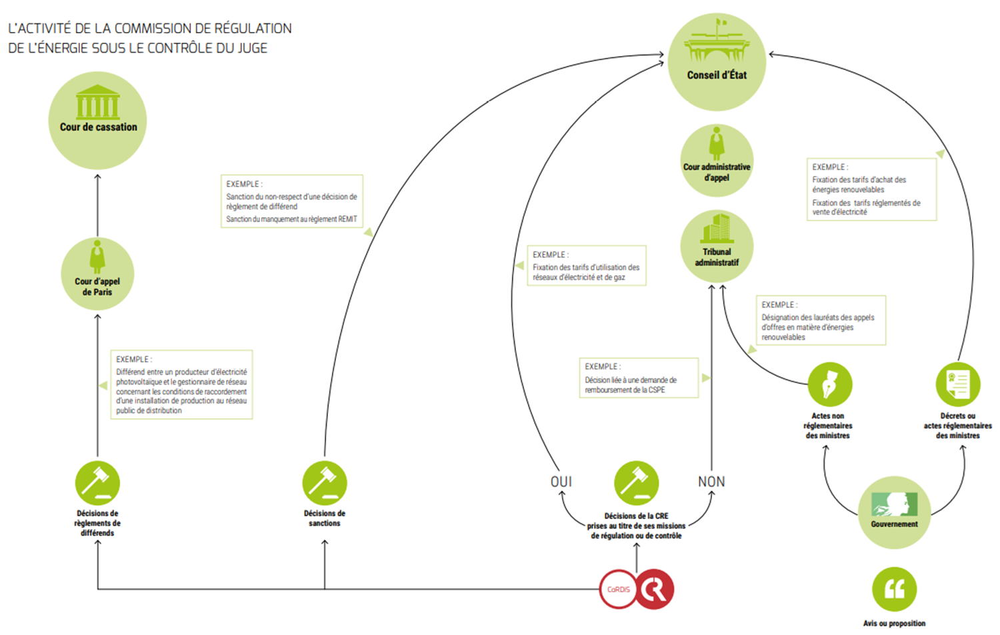 L'ACTIVITÉ DE LA COMMISSION DE RÉGULATION
DE L'ÉNERGIE SOUS LE CONTRÔLE DU JUGE
Cour de cassation
Cour d'appel
de Paris
EXEMPLE :
Différend entre un producteur d'électricité
photovoltaïque et le gestionnaire de réseau
concernant les conditions de raccordement
d'une installation de production au réseau
public de distribution
Décisions de
règlements de
différends
EXEMPLE :
Sanction du non-respect d'une décision de
règlement de différend
Sanction du manquement au règlement REMIT
Décisions de
sanctions
Conseil d'État
Cour administrative
d'appel
Tribunal
administratif
EXEMPLE :
Fixation des tarifs d'utilisation des
réseaux d'électricité et de gaz
EXEMPLE :
Décision liée à une demande de
remboursement de la CSPE
OUI
NON
Décisions de la CRE
prises au titre de ses missions
de régulation ou de contrôle
CoRDiS
CR
EXEMPLE :
Fixation des tarifs d'achat des
énergies renouvelables
Fixation des tarifs réglementés de
vente d'électricité
EXEMPLE :
Désignation des lauréats des appels
d'offres en matière d'énergies
renouvelables
Actes non
réglementaires
des ministres
Décrets ou
actes réglementaires
des ministres
Gouvernement
Avis ou proposition